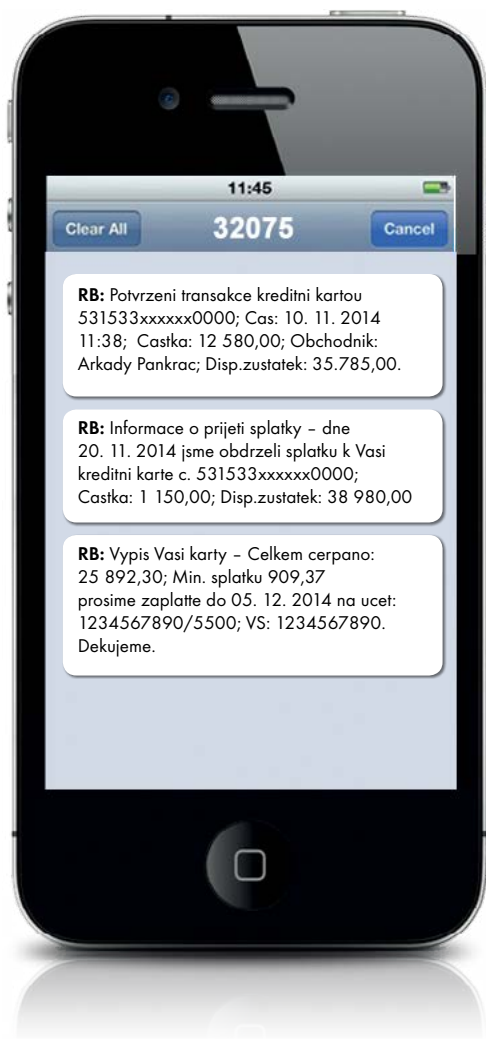 11:45
Clear All 32075 Cancel
RB: Potvrzeni transakce kreditni kartou
531533xxxxxx0000; Cas: 10. 11. 2014
11:38; Castka: 12 580,00; Obchodnik:
Arkady Pankrac; Disp.zustatek: 35.785,00.
RB: Informace o prijeti splatky – dne
20. 11. 2014 jsme obdrzeli splatku k Vasi
kreditni karte c. 531533xxxxxx0000;
Castka: 1 150,00; Disp.zustatek: 38 980,00
RB: Vypis Vasi karty – Celkem cerpano:
25 892,30; Min. splatku 909,37
prosime zaplatte do 05. 12. 2014 na ucet:
1234567890/5500; VS: 1234567890.
Dekujeme.